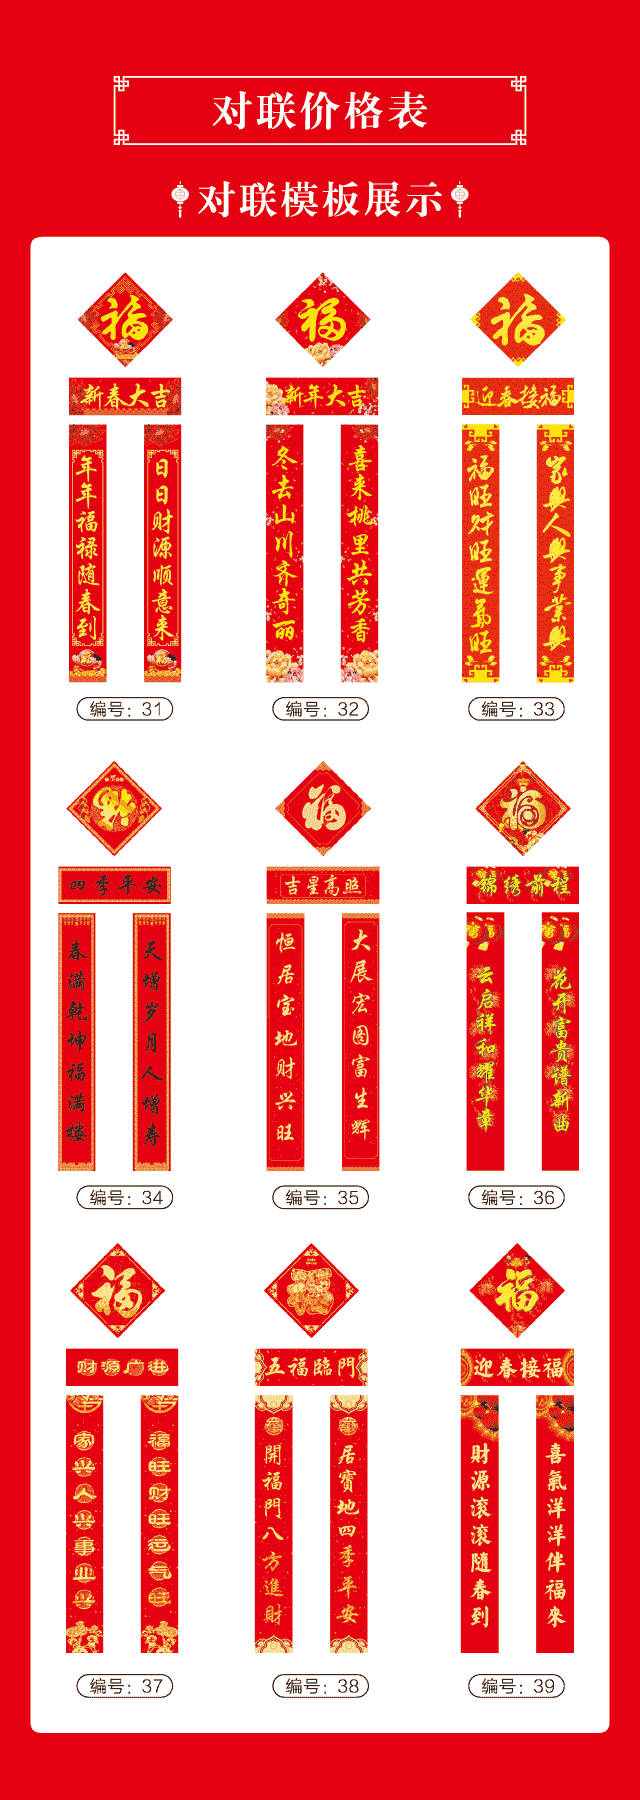 对联价格表
对联模板展示
福
新春大吉
年年福禄随春到
日日财源顺意来
编号：31
福
新年大吉
冬去山川齐奇丽
喜来桃里共芳香
编号：32
福
迎春接福
福旺财旺運氣旺
家興人興事業興
编号：33
四季平安
春满乾坤福满楼
天增岁月人增寿
编号：34
福
吉星高照
恒居宝地财兴旺
大展宏图富生辉
编号：35
福
锦绣前程
云启祥和耀华章
花开富贵谱新曲
编号：36
福
财源广进
家兴人兴事业兴
福旺财旺运气旺
编号：37
五福臨門
開福門八方進財
居寳地四季平安
编号：38
福
迎春接福
財源滚滚隨春到
喜氣洋洋伴福來
编号：39